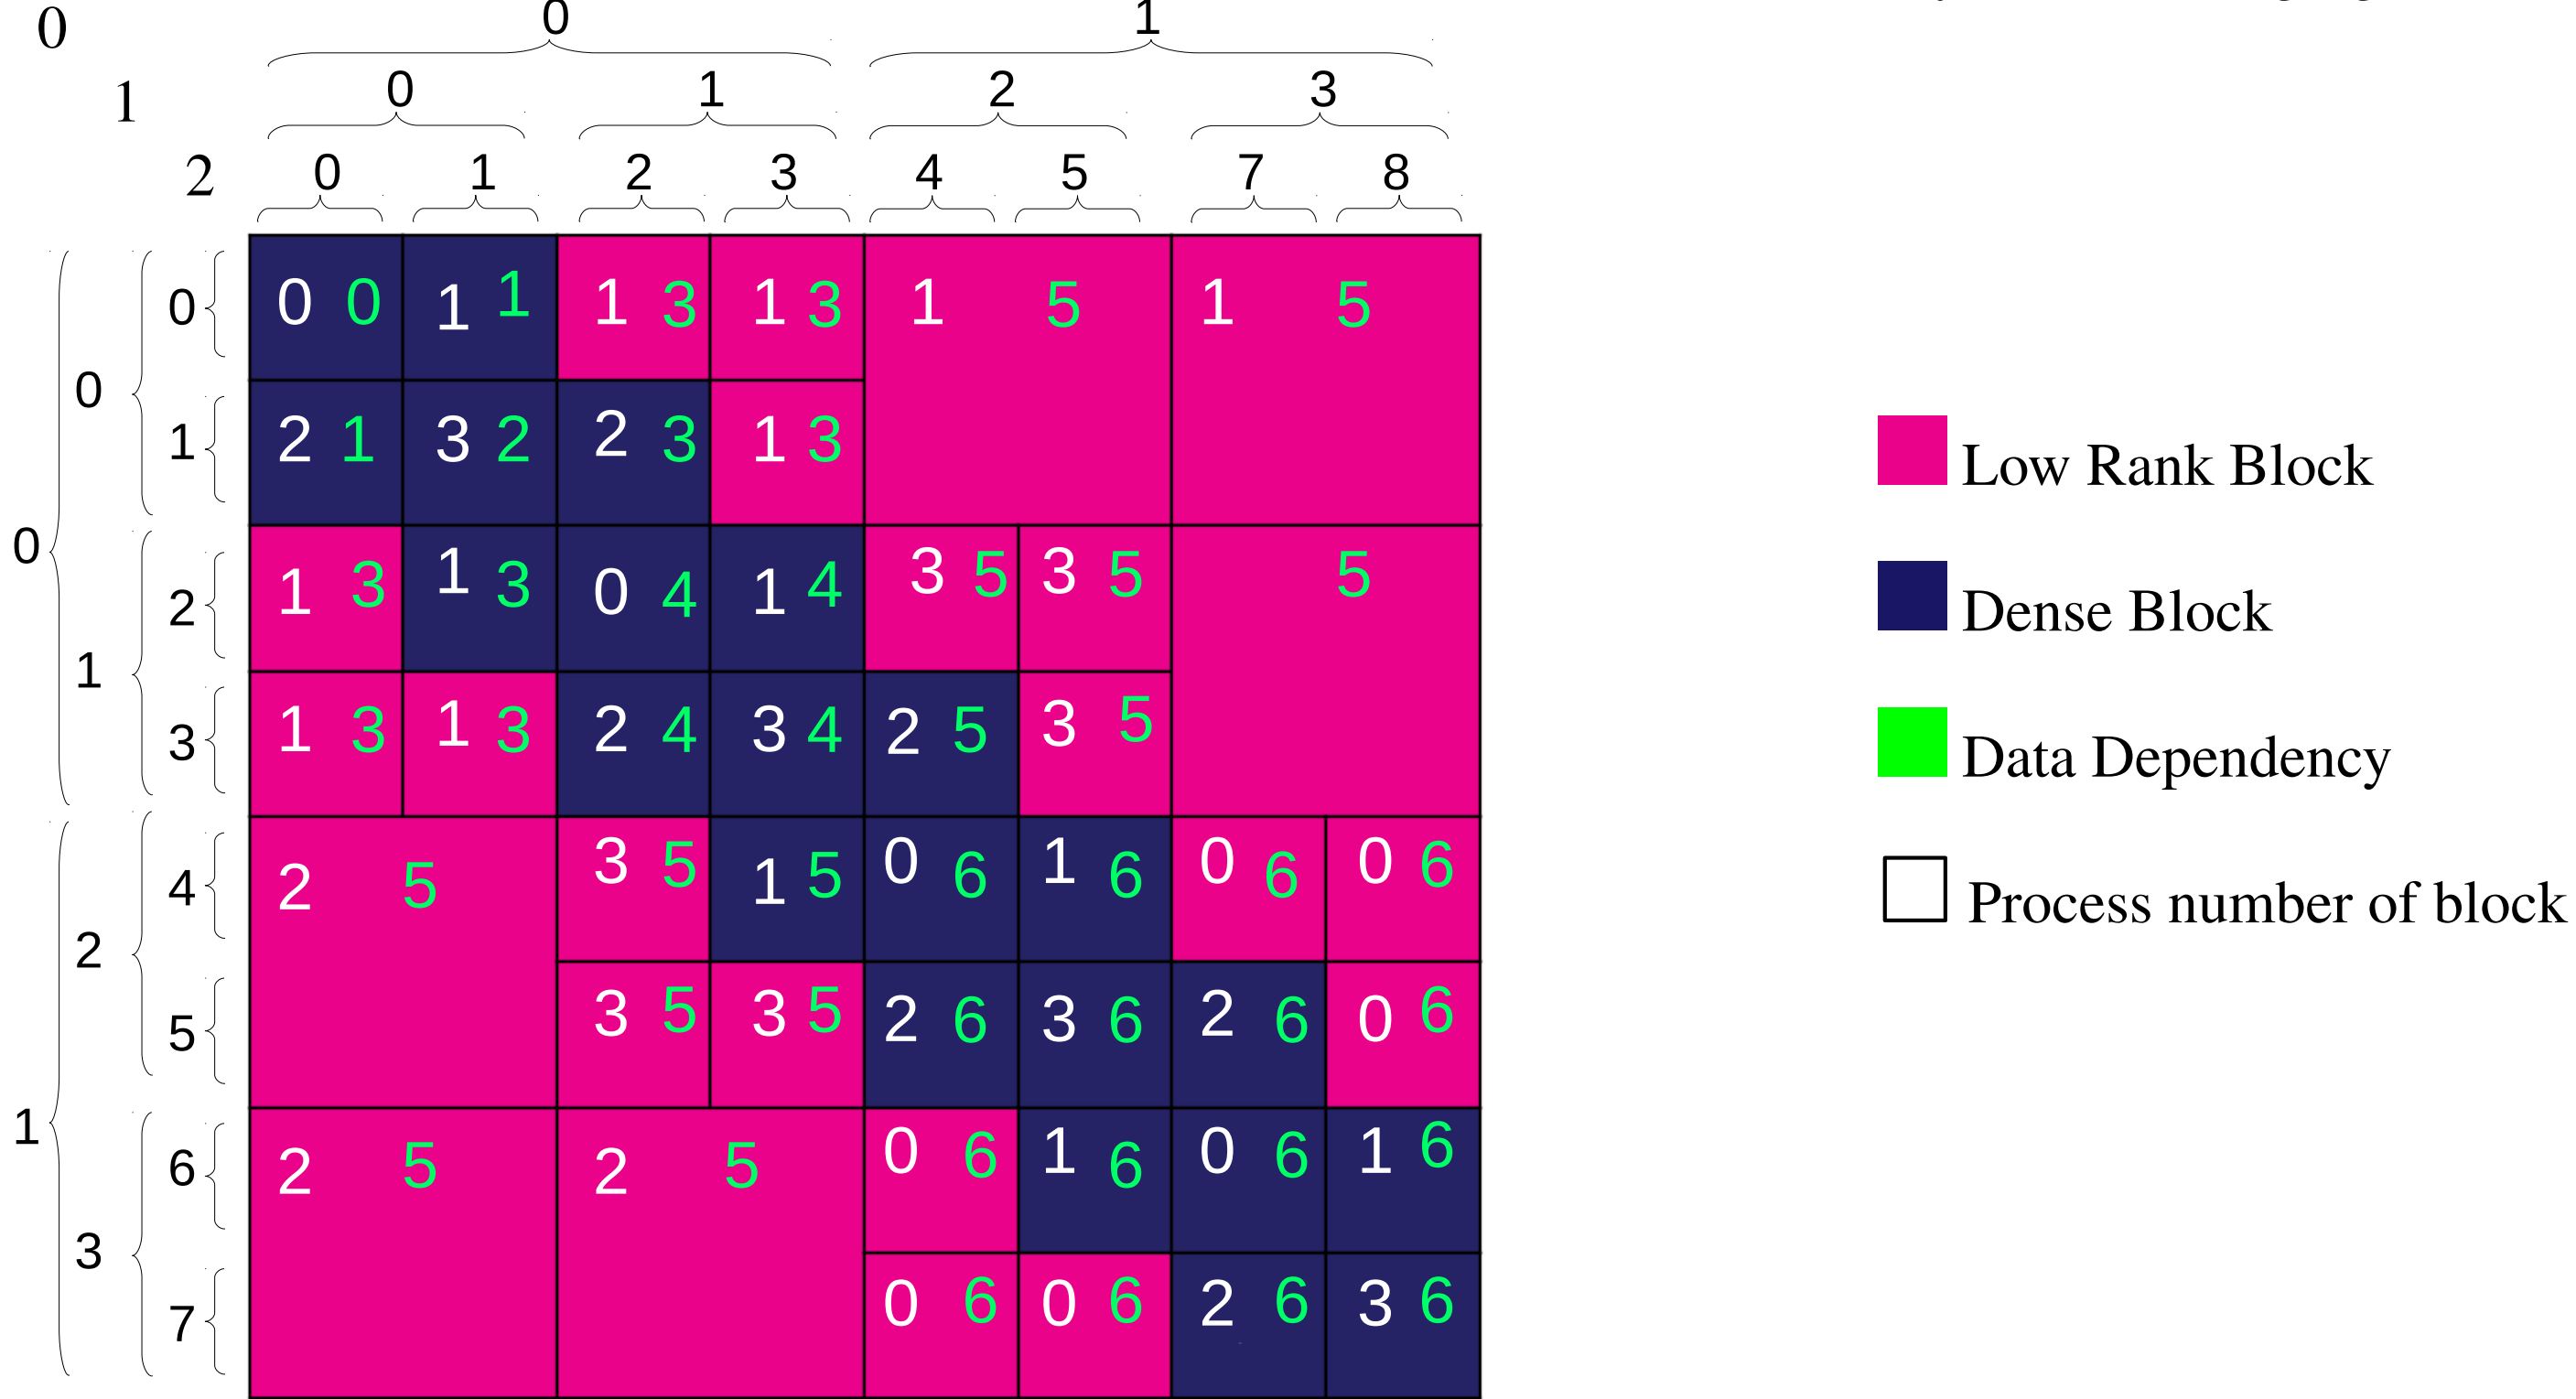 0 0 1
1 0 1 2 3
2 0 1 2 3 4 5 7 8
0 0 0 0 0 1 1 1 3 1 3 1 5 1 5
1 2 1 3 2 2 3 1 3
1 2 1 3 1 3 0 4 1 4 3 5 3 5 5
3 1 3 1 3 2 4 3 4 2 5 3 5
1 2 4 2 5 3 5 1 5 0 6 1 6 0 6 0 6
5 3 5 3 5 2 6 3 6 2 6 0 6
3 6 2 5 2 5 0 6 1 6 0 6 1 6
7 0 6 0 6 2 6 3 6
Low Rank Block
Dense Block
Data Dependency
Process number of block